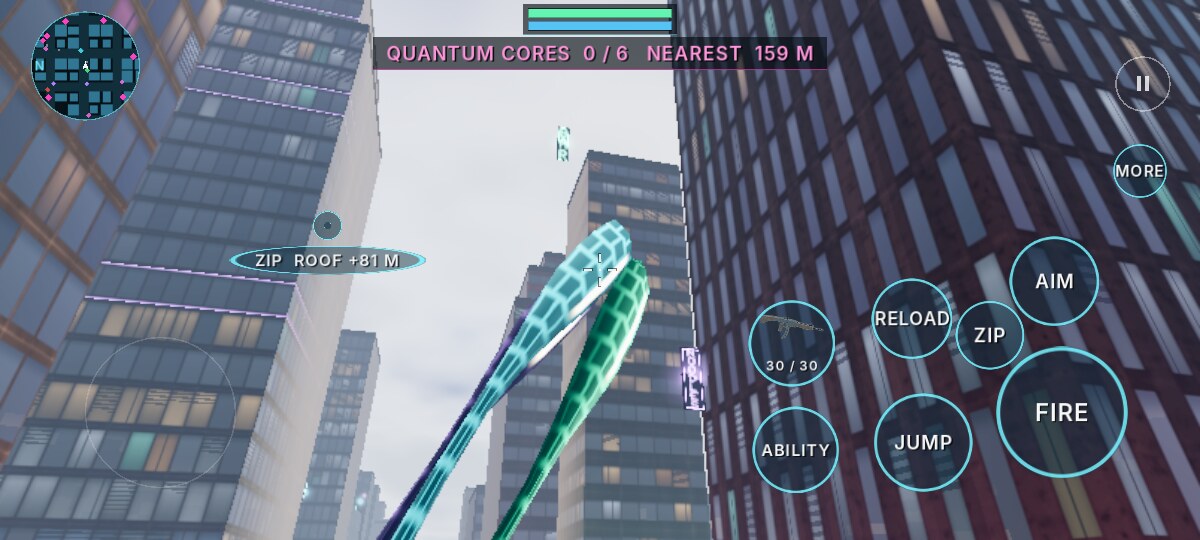 QUANTUM CORES 0 / 6 NEAREST 159 M
N
MORE
ZIP ROOF +81 M
AIM
RELOAD
ZIP
30 / 30
FIRE
ABILITY
JUMP